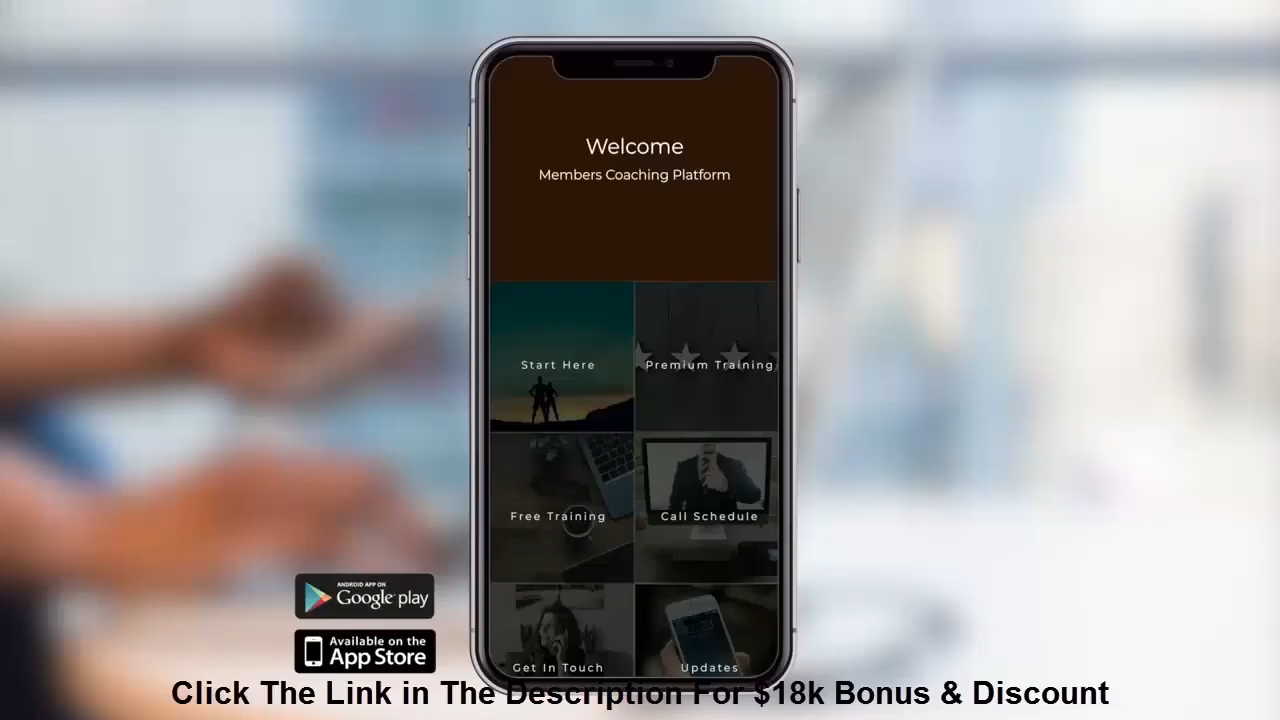 Welcome
Members Coaching Platform
Start Here
Premium Training
Free Training
Call Schedule
Get In Touch
Updates
ANDROID APP ON
Google play
Available on the
App Store
Click The Link in The Description For $18k Bonus & Discount